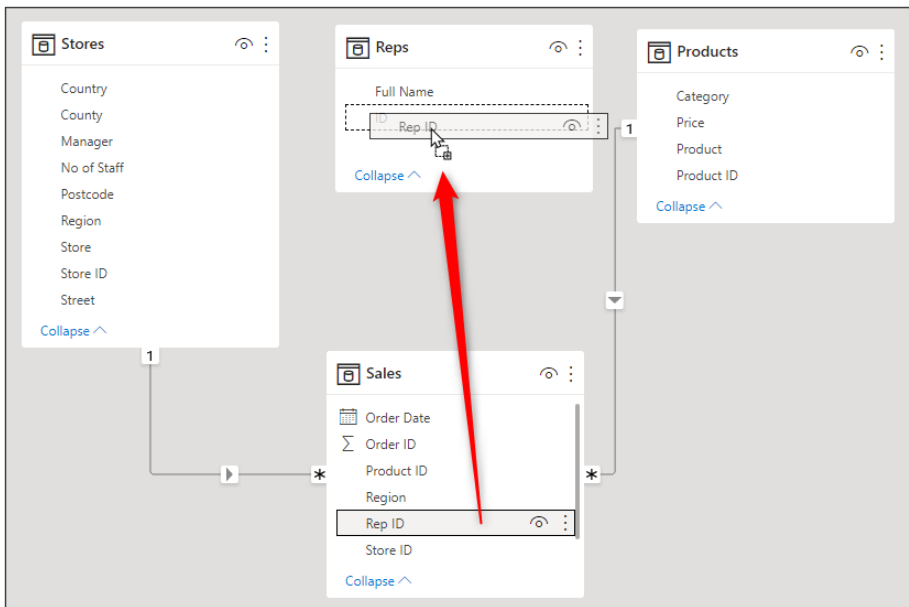 Stores
Country
County
Manager
No of Staff
Postcode
Region
Store
Store ID
Street
Collapse
1
Reps
Full Name
ID
Rep ID
Collapse
Products
Category
Price
Product
Product ID
Collapse
1
Sales
Order Date
Σ Order ID
Product ID
Region
Rep ID
Store ID
Collapse
*
*